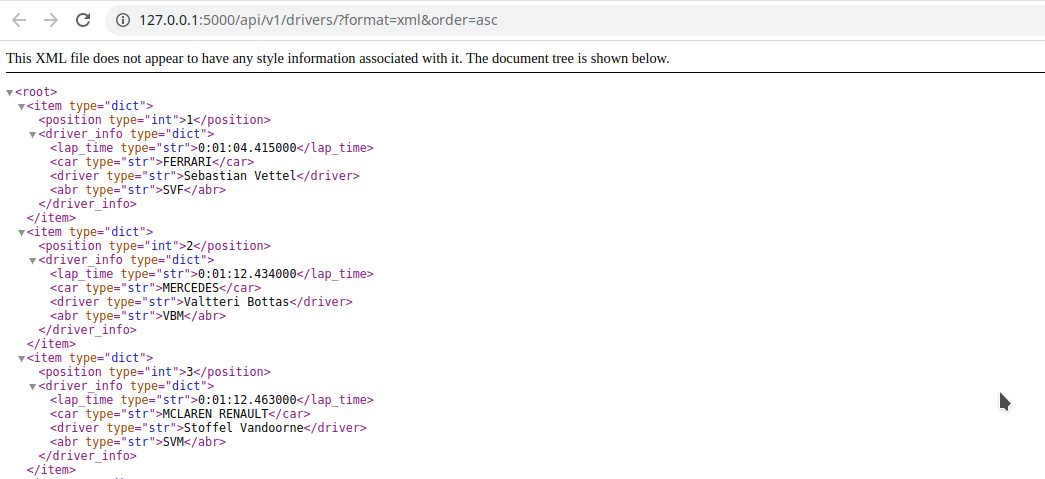 127.0.0.1:5000/api/v1/drivers/?format=xml&order=asc
This XML file does not appear to have any style information associated with it. The document tree is shown below.
▼<root>
▼<item type="dict">
<position type="int">1</position>
▼<driver_info type="dict">
<lap_time type="str">0:01:04.415000</lap_time>
<car type="str">FERRARI</car>
<driver type="str">Sebastian Vettel</driver>
<abr type="str">SVF</abr>
</driver_info>
</item>
▼<item type="dict">
<position type="int">2</position>
▼<driver_info type="dict">
<lap_time type="str">0:01:12.434000</lap_time>
<car type="str">MERCEDES</car>
<driver type="str">Valtteri Bottas</driver>
<abr type="str">VBM</abr>
</driver_info>
</item>
▼<item type="dict">
<position type="int">3</position>
▼<driver_info type="dict">
<lap_time type="str">0:01:12.463000</lap_time>
<car type="str">MCLAREN RENAULT</car>
<driver type="str">Stoffel Vandoorne</driver>
<abr type="str">SVM</abr>
</driver_info>
</item>